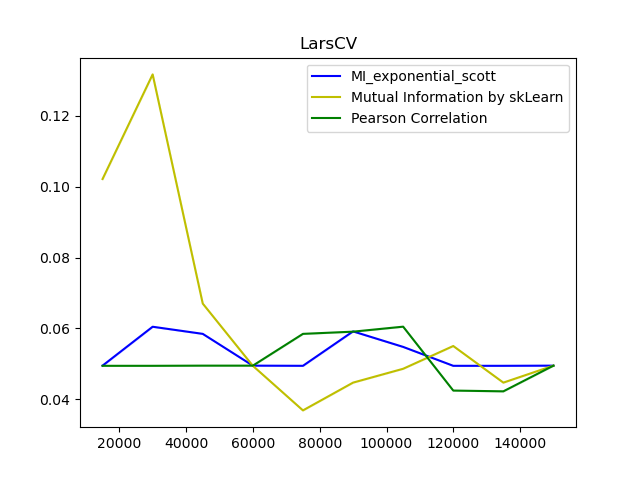 LarsCV
MI_exponential_scott
Mutual Information by skLearn
Pearson Correlation
0.12
0.10
0.08
0.06
0.04
20000 40000 60000 80000 100000 120000 140000